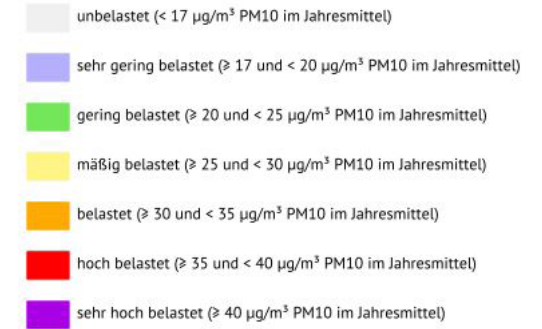 unbelastet (< 17 µg/m³ PM10 im Jahresmittel)
sehr gering belastet (≥ 17 und < 20 µg/m³ PM10 im Jahresmittel)
gering belastet (≥ 20 und < 25 µg/m³ PM10 im Jahresmittel)
mäßig belastet (≥ 25 und < 30 µg/m³ PM10 im Jahresmittel)
belastet (≥ 30 und < 35 µg/m³ PM10 im Jahresmittel)
hoch belastet (≥ 35 und < 40 µg/m³ PM10 im Jahresmittel)
sehr hoch belastet (≥ 40 µg/m³ PM10 im Jahresmittel)